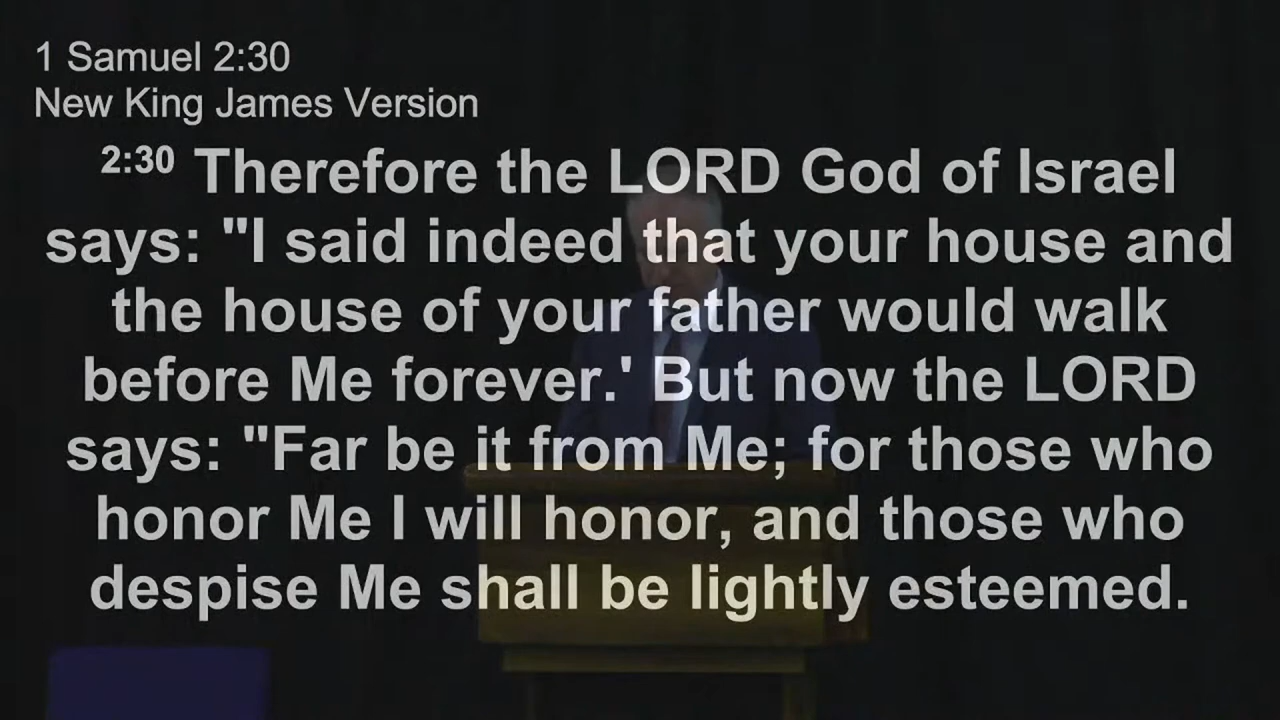 1 Samuel 2:30
New King James Version
2:30 Therefore the LORD God of Israel
says: "I said indeed that your house and
the house of your father would walk
before Me forever.' But now the LORD
says: "Far be it from Me; for those who
honor Me I will honor, and those who
despise Me shall be lightly esteemed.